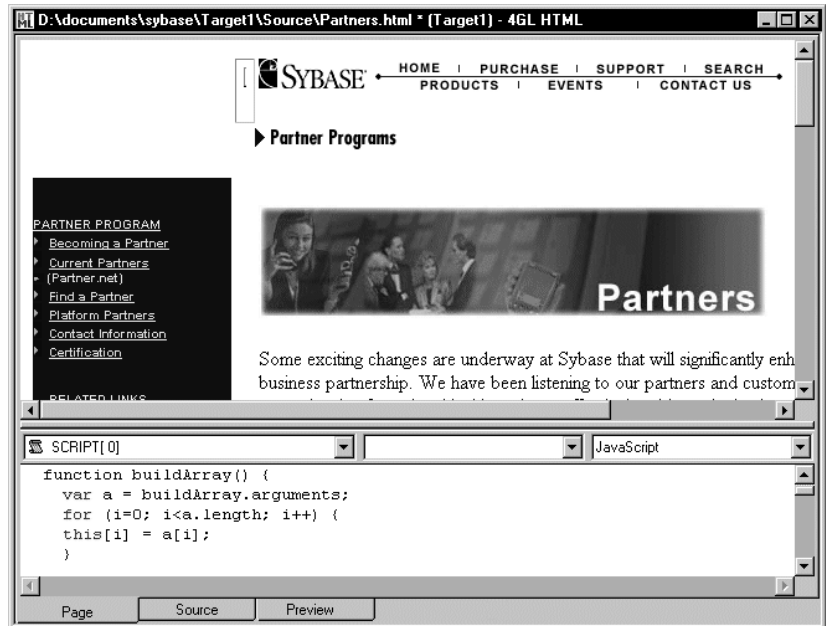 D:\documents\sybase\Target1\Source\Partners.html * (Target1) - 4GL HTML
SYBASE
HOME | PURCHASE | SUPPORT | SEARCH
PRODUCTS | EVENTS | CONTACT US
Partner Programs
PARTNER PROGRAM
Becoming a Partner
Current Partners
(Partner.net)
Find a Partner
Platform Partners
Contact Information
Certification
RELATED LINKS
Partners
Some exciting changes are underway at Sybase that will significantly enh
business partnership. We have been listening to our partners and custom
SCRIPT[ 0]
JavaScript
function buildArray() {
var a = buildArray.arguments;
for (i=0; i<a.length; i++) {
this[i] = a[i];
}
Page Source Preview